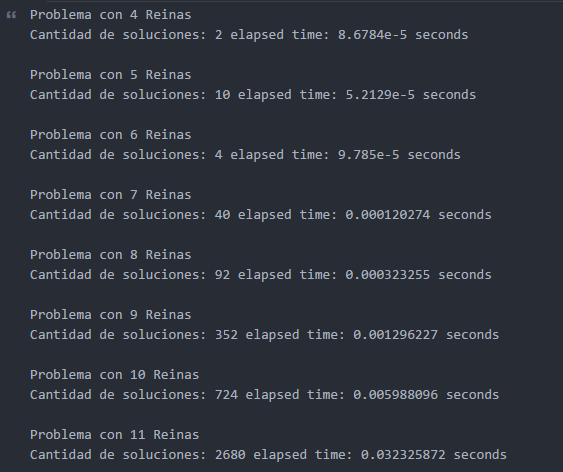 Problema con 4 Reinas
Cantidad de soluciones: 2 elapsed time: 8.6784e-5 seconds
Problema con 5 Reinas
Cantidad de soluciones: 10 elapsed time: 5.2129e-5 seconds
Problema con 6 Reinas
Cantidad de soluciones: 4 elapsed time: 9.785e-5 seconds
Problema con 7 Reinas
Cantidad de soluciones: 40 elapsed time: 0.000120274 seconds
Problema con 8 Reinas
Cantidad de soluciones: 92 elapsed time: 0.000323255 seconds
Problema con 9 Reinas
Cantidad de soluciones: 352 elapsed time: 0.001296227 seconds
Problema con 10 Reinas
Cantidad de soluciones: 724 elapsed time: 0.005988096 seconds
Problema con 11 Reinas
Cantidad de soluciones: 2680 elapsed time: 0.032325872 seconds